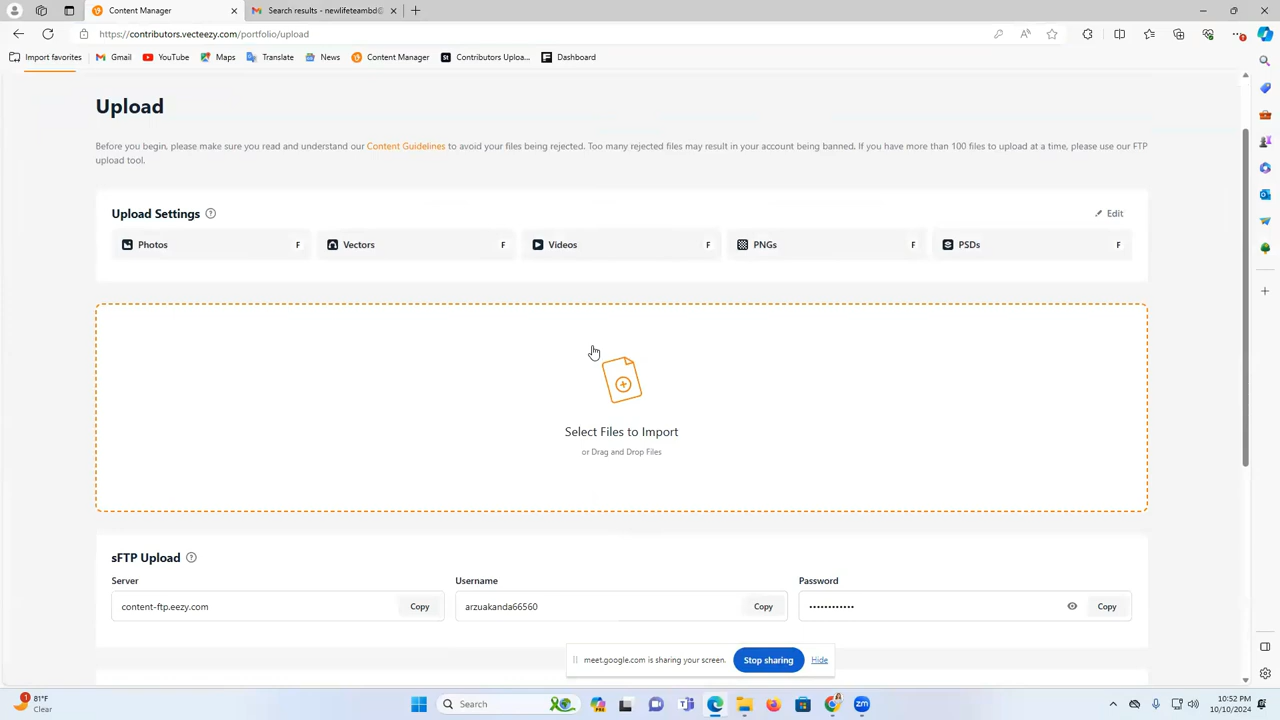 Content Manager
Search results - newlifeteambd@
https://contributors.vecteezy.com/portfolio/upload
Import favorites
Gmail
YouTube
Maps
Translate
News
Content Manager
St Contributors Uploa...
Dashboard
Upload
Before you begin, please make sure you read and understand our Content Guidelines to avoid your files being rejected. Too many rejected files may result in your account being banned. If you have more than 100 files to upload at a time, please use our FTP
upload tool.
Upload Settings ?
Edit
Photos F
Vectors F
Videos F
PNGs F
PSDs F
Select Files to Import
or Drag and Drop Files
sFTP Upload ?
Server
Username
Password
content-ftp.eezy.com Copy
arzuakanda66560 Copy
•••••••••••• Copy
meet.google.com is sharing your screen.
Stop sharing
Hide
1
81°F
Clear
Search
zm
10:52 PM
10/10/2024